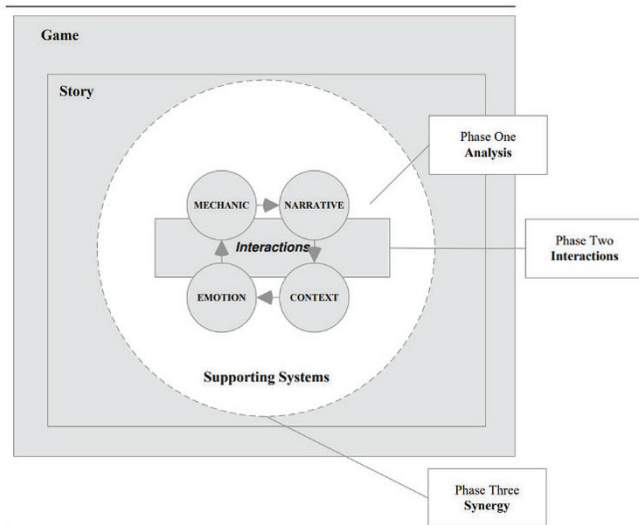 Game
Story
Phase One
Analysis
MECHANIC
NARRATIVE
Interactions
Phase Two
Interactions
EMOTION
CONTEXT
Supporting Systems
Phase Three
Synergy